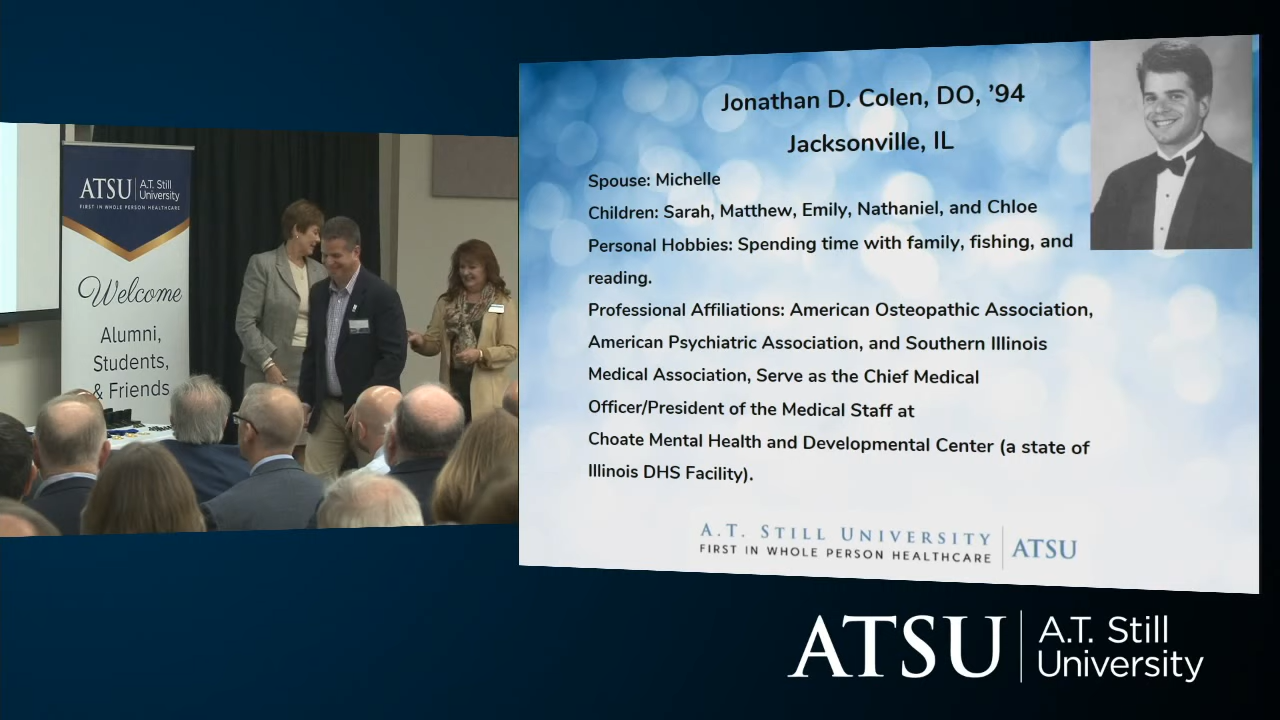 ATSU
A.T. Still
University
FIRST IN WHOLE PERSON HEALTHCARE
Welcome
Alumni,
Students,
& Friends
Jonathan D. Colen, DO, ’94
Jacksonville, IL
Spouse: Michelle
Children: Sarah, Matthew, Emily, Nathaniel, and Chloe
Personal Hobbies: Spending time with family, fishing, and
reading.
Professional Affiliations: American Osteopathic Association,
American Psychiatric Association, and Southern Illinois
Medical Association, Serve as the Chief Medical
Officer/President of the Medical Staff at
Choate Mental Health and Developmental Center (a state of
Illinois DHS Facility).
A.T. STILL UNIVERSITY
FIRST IN WHOLE PERSON HEALTHCARE
ATSU
ATSU
A.T. Still
University